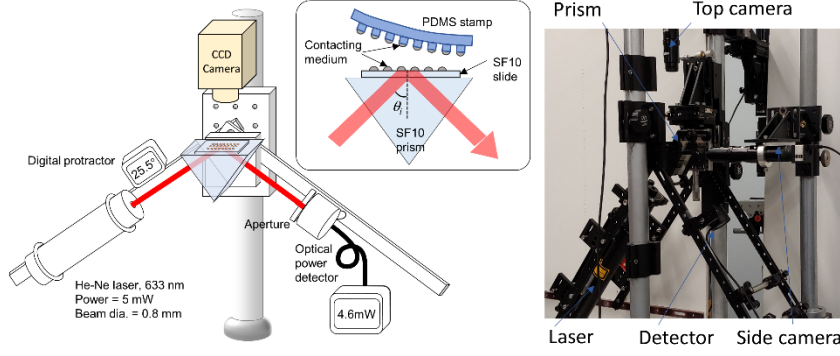 CCD
Camera
Digital protractor
25.5°
Aperture
Optical
power
detector
4.6mW
He-Ne laser, 633 nm
Power = 5 mW
Beam dia. = 0.8 mm
PDMS stamp
Contacting
medium
SF10
slide
θi
SF10
prism
Prism
Top camera
Laser
Detector
Side camera